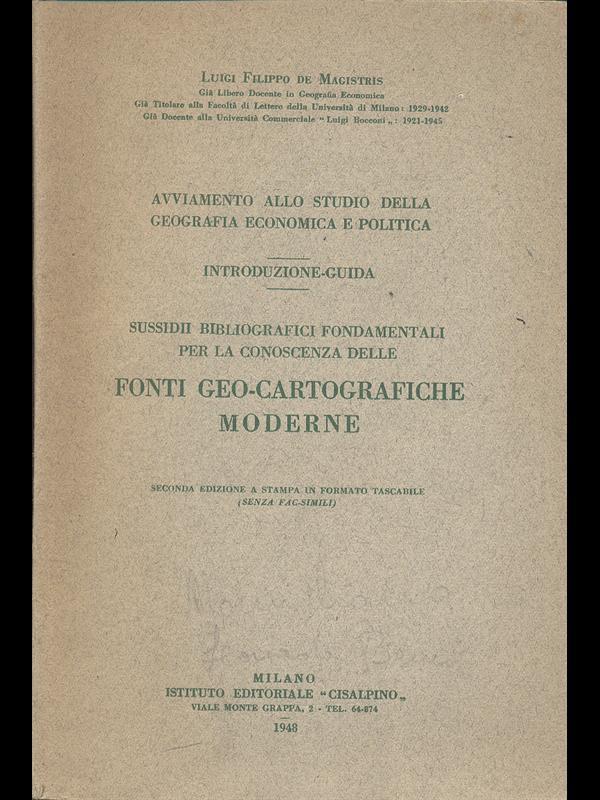 Luigi Filippo de Magistris
Già Libero Docente in Geografia Economica
Già Titolare alla Facoltà di Lettere della Università di Milano: 1929-1942
Già Docente alla Università Commerciale "Luigi Bocconi„: 1921-1945
AVVIAMENTO ALLO STUDIO DELLA
GEOGRAFIA ECONOMICA E POLITICA
INTRODUZIONE-GUIDA
SUSSIDII BIBLIOGRAFICI FONDAMENTALI
PER LA CONOSCENZA DELLE
FONTI GEO-CARTOGRAFICHE
MODERNE
SECONDA EDIZIONE A STAMPA IN FORMATO TASCABILE
(SENZA FAC-SIMILI)
MILANO
ISTITUTO EDITORIALE "CISALPINO„
VIALE MONTE GRAPPA, 2 - TEL. 64-874
1948